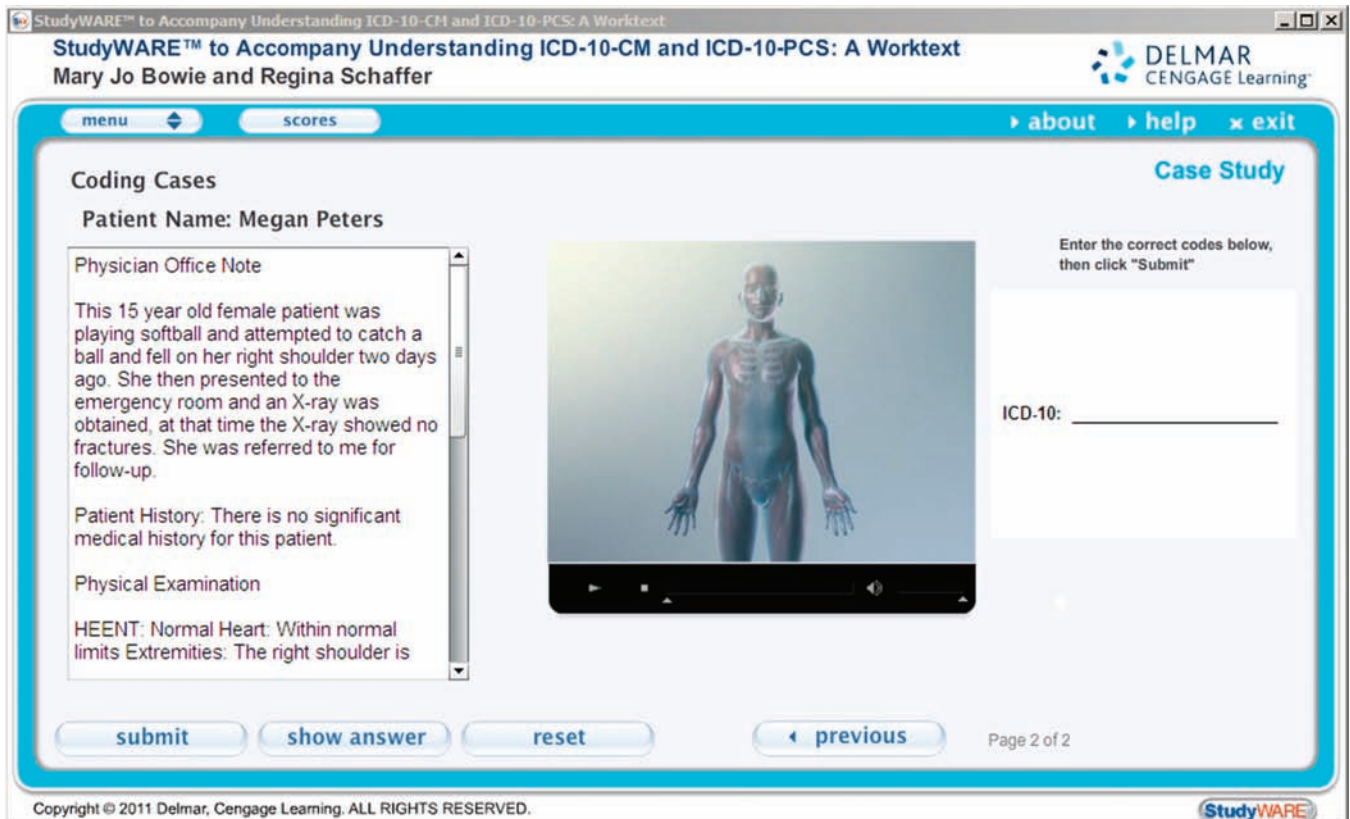 StudyWARE™ to Accompany Understanding ICD-10-CM and ICD-10-PCS: A Worktext
StudyWARE™ to Accompany Understanding ICD-10-CM and ICD-10-PCS: A Worktext
Mary Jo Bowie and Regina Schaffer
DELMAR
CENGAGE Learning™
menu
scores
about
help
exit
Case Study
Coding Cases
Patient Name: Megan Peters
Physician Office Note
This 15 year old female patient was
playing softball and attempted to catch a
ball and fell on her right shoulder two days
ago. She then presented to the
emergency room and an X-ray was
obtained, at that time the X-ray showed no
fractures. She was referred to me for
follow-up.
Patient History: There is no significant
medical history for this patient.
Physical Examination
HEENT: Normal Heart: Within normal
limits Extremities: The right shoulder is
Enter the correct codes below,
then click "Submit"
ICD-10:
submit
show answer
reset
previous
Page 2 of 2
Copyright © 2011 Delmar, Cengage Learning. ALL RIGHTS RESERVED.
StudyWARE